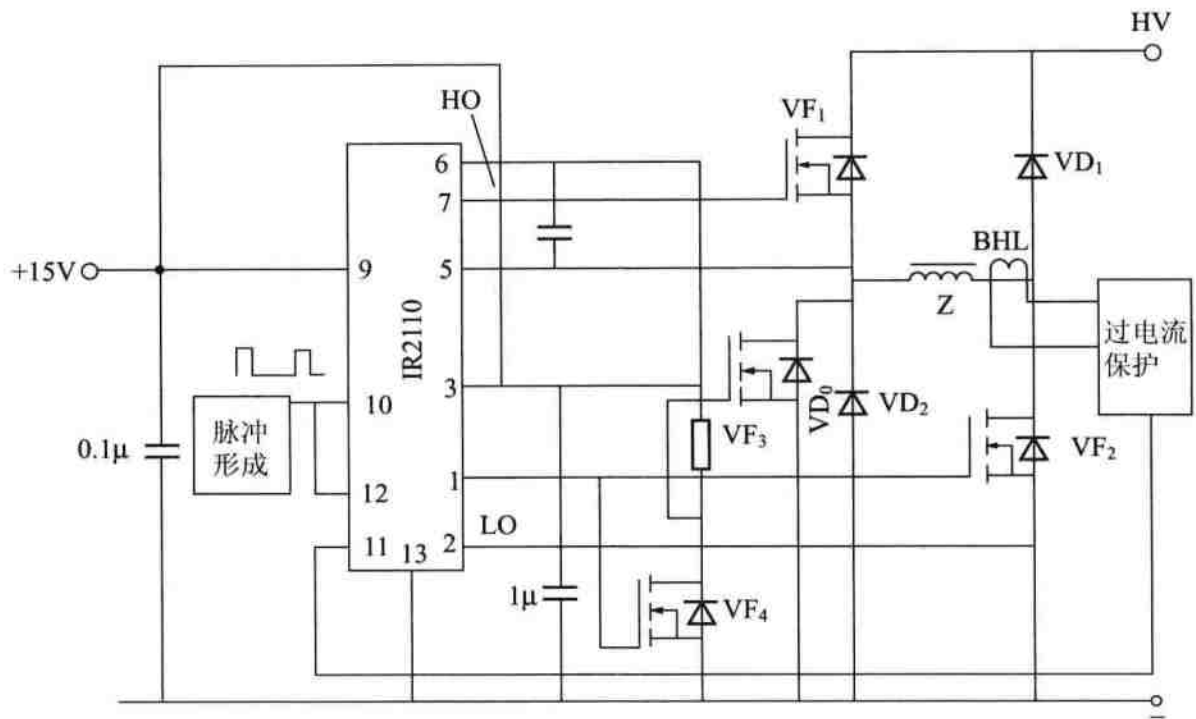 HV
HO
VF₁
6
VD₁
7
BHL
+15V
9
5
Z
IR2110
过电流
保护
3
10
VD₀
VD₂
脉冲
形成
0.1μ
VF₃
VF₂
1
12
LO
11
13
2
1μ
VF₄
−